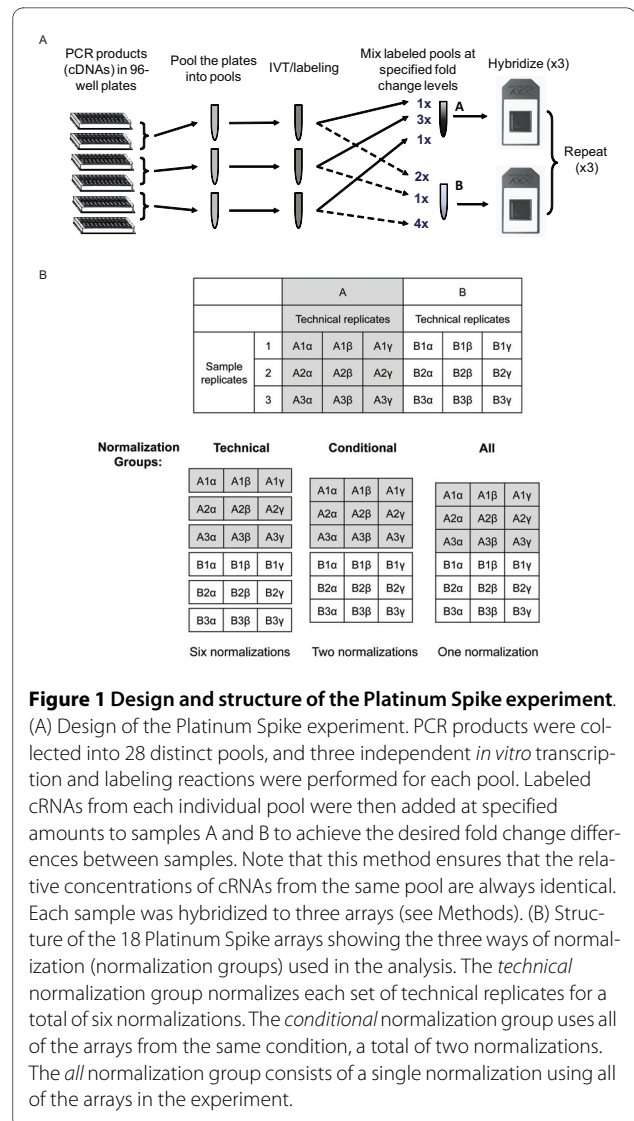 A
PCR products
(cDNAs) in 96-
well plates
Pool the plates
into pools
IVT/labeling
Mix labeled pools at
specified fold
change levels
Hybridize (x3)
1x
3x
1x
A
2x
1x
4x
B
Repeat
(x3)
B
A B
Technical replicates Technical replicates
Sample
replicates
1 A1α A1β A1γ B1α B1β B1γ
2 A2α A2β A2γ B2α B2β B2γ
3 A3α A3β A3γ B3α B3β B3γ
Normalization
Groups:
Technical
A1α A1β A1γ
A2α A2β A2γ
A3α A3β A3γ
B1α B1β B1γ
B2α B2β B2γ
B3α B3β B3γ
Six normalizations
Conditional
A1α A1β A1γ
A2α A2β A2γ
A3α A3β A3γ
B1α B1β B1γ
B2α B2β B2γ
B3α B3β B3γ
Two normalizations
All
A1α A1β A1γ
A2α A2β A2γ
A3α A3β A3γ
B1α B1β B1γ
B2α B2β B2γ
B3α B3β B3γ
One normalization
Figure 1 Design and structure of the Platinum Spike experiment.
(A) Design of the Platinum Spike experiment. PCR products were col-
lected into 28 distinct pools, and three independent in vitro transcrip-
tion and labeling reactions were performed for each pool. Labeled
cRNAs from each individual pool were then added at specified
amounts to samples A and B to achieve the desired fold change differ-
ences between samples. Note that this method ensures that the rela-
tive concentrations of cRNAs from the same pool are always identical.
Each sample was hybridized to three arrays (see Methods). (B) Struc-
ture of the 18 Platinum Spike arrays showing the three ways of normal-
ization (normalization groups) used in the analysis. The technical
normalization group normalizes each set of technical replicates for a
total of six normalizations. The conditional normalization group uses all
of the arrays from the same condition, a total of two normalizations.
The all normalization group consists of a single normalization using all
of the arrays in the experiment.